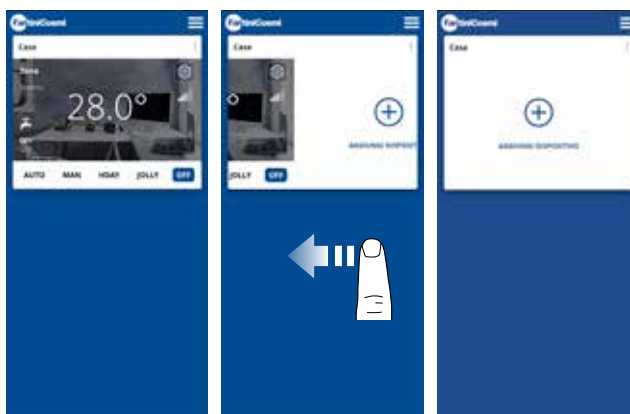 FantiniCosmi
Casa
28.0°
OFF
AUTO MAN HDAY JOLLY OFF
FantiniCosmi
Casa
AGGIUNGI DISPOSIT
JOLLY OFF
FantiniCosmi
Casa
AGGIUNGI DISPOSITIVO